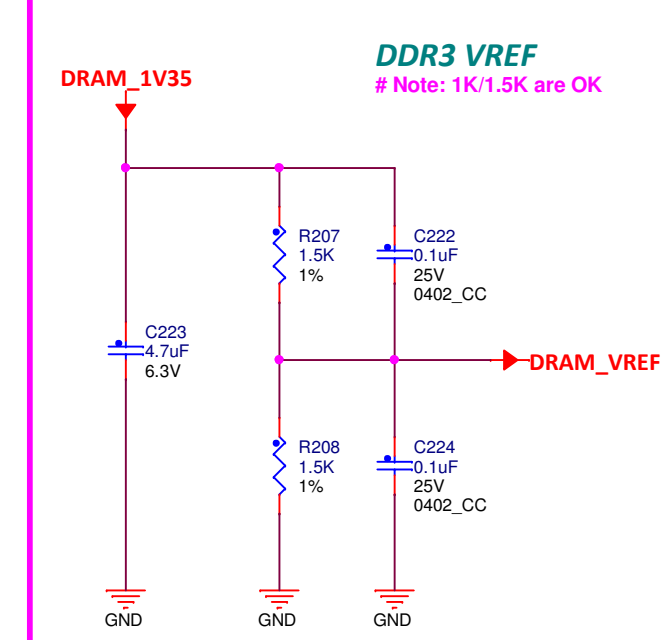 DDR3 VREF
# Note: 1K/1.5K are OK
DRAM_1V35
R207
1.5K
1%
C222
0.1uF
25V
0402_CC
C223
4.7uF
6.3V
DRAM_VREF
R208
1.5K
1%
C224
0.1uF
25V
0402_CC
GND
GND
GND